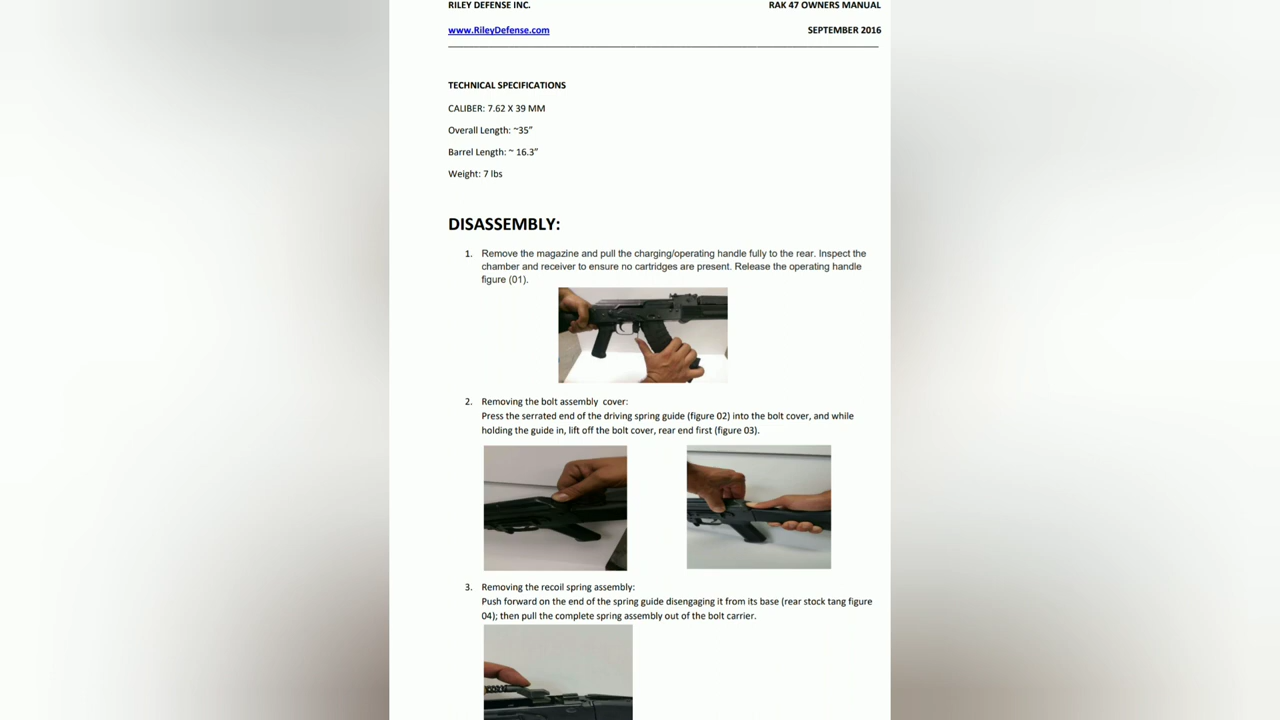 RILEY DEFENSE INC. RAK 47 OWNERS MANUAL
www.RileyDefense.com SEPTEMBER 2016
TECHNICAL SPECIFICATIONS
CALIBER: 7.62 X 39 MM
Overall Length: ~35”
Barrel Length: ~ 16.3”
Weight: 7 lbs
DISASSEMBLY:
1. Remove the magazine and pull the charging/operating handle fully to the rear. Inspect the
chamber and receiver to ensure no cartridges are present. Release the operating handle
figure (01).
2. Removing the bolt assembly cover:
Press the serrated end of the driving spring guide (figure 02) into the bolt cover, and while
holding the guide in, lift off the bolt cover, rear end first (figure 03).
3. Removing the recoil spring assembly:
Push forward on the end of the spring guide disengaging it from its base (rear stock tang figure
04); then pull the complete spring assembly out of the bolt carrier.